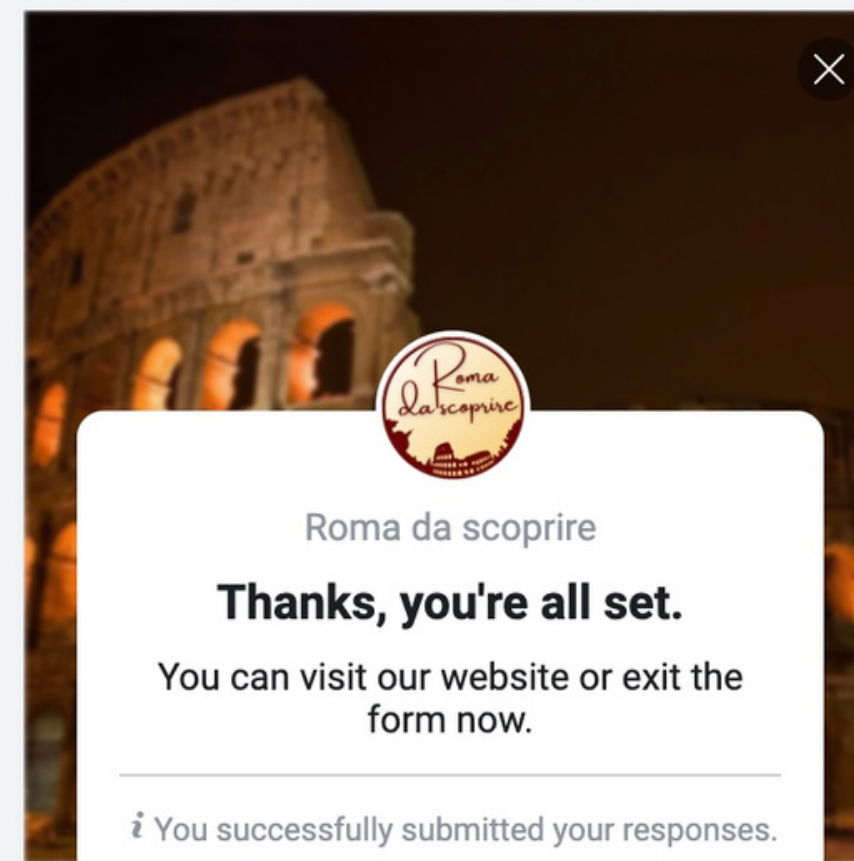 Roma
da scoprire
Roma da scoprire
Thanks, you're all set.
You can visit our website or exit the
form now.
i You successfully submitted your responses.